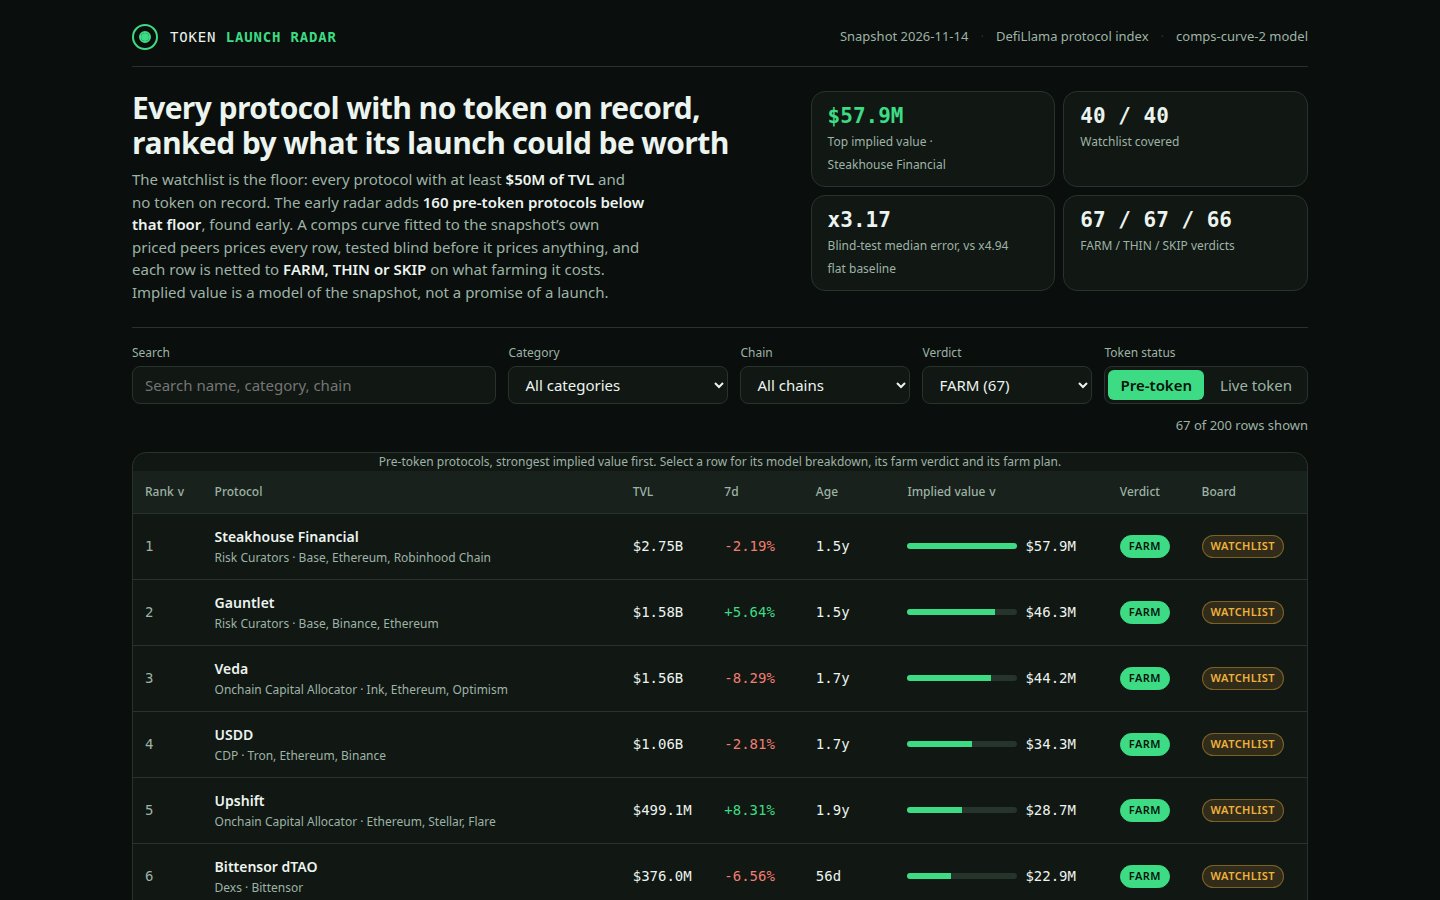 TOKEN LAUNCH RADAR
Snapshot 2026-11-14 · DefiLlama protocol index · comps-curve-2 model
Every protocol with no token on record,
ranked by what its launch could be worth
The watchlist is the floor: every protocol with at least $50M of TVL and
no token on record. The early radar adds 160 pre-token protocols below
that floor, found early. A comps curve fitted to the snapshot's own
priced peers prices every row, tested blind before it prices anything, and
each row is netted to FARM, THIN or SKIP on what farming it costs.
Implied value is a model of the snapshot, not a promise of a launch.
$57.9M
Top implied value ·
Steakhouse Financial
40 / 40
Watchlist covered
x3.17
Blind-test median error, vs x4.94
flat baseline
67 / 67 / 66
FARM / THIN / SKIP verdicts
Search
Search name, category, chain
Category
All categories
Chain
All chains
Verdict
FARM (67)
Token status
Pre-token Live token
67 of 200 rows shown
Pre-token protocols, strongest implied value first. Select a row for its model breakdown, its farm verdict and its farm plan.
Rank v Protocol TVL 7d Age Implied value v Verdict Board
1 Steakhouse Financial $2.75B -2.19% 1.5y $57.9M FARM WATCHLIST
Risk Curators · Base, Ethereum, Robinhood Chain
2 Gauntlet $1.58B +5.64% 1.5y $46.3M FARM WATCHLIST
Risk Curators · Base, Binance, Ethereum
3 Veda $1.56B -8.29% 1.7y $44.2M FARM WATCHLIST
Onchain Capital Allocator · Ink, Ethereum, Optimism
4 USDD $1.06B -2.81% 1.7y $34.3M FARM WATCHLIST
CDP · Tron, Ethereum, Binance
5 Upshift $499.1M +8.31% 1.9y $28.7M FARM WATCHLIST
Onchain Capital Allocator · Ethereum, Stellar, Flare
6 Bittensor dTAO $376.0M -6.56% 56d $22.9M FARM WATCHLIST
Dexs · Bittensor